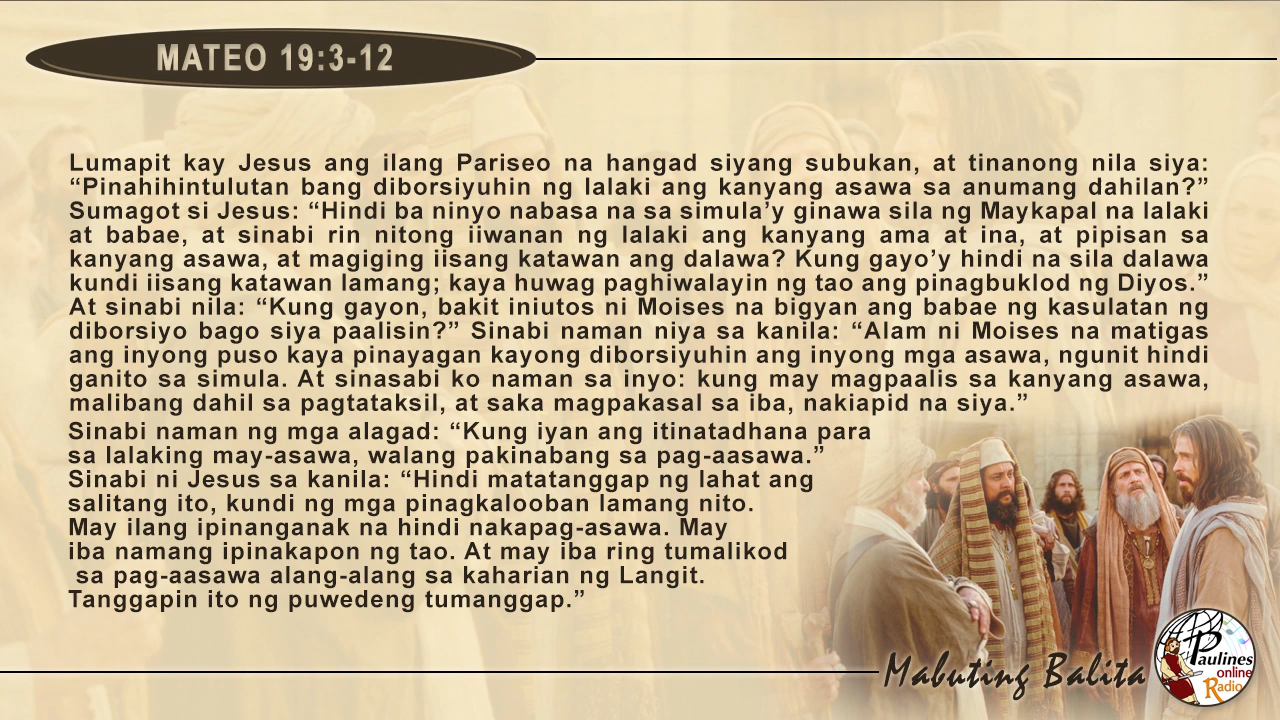 MATEO 19:3-12
Lumapit kay Jesus ang ilang Pariseo na hangad siyang subukan, at tinanong nila siya:
“Pinahihintulutan bang diborsiyuhin ng lalaki ang kanyang asawa sa anumang dahilan?”
Sumagot si Jesus: “Hindi ba ninyo nabasa na sa simula’y ginawa sila ng Maykapal na lalaki
at babae, at sinabi rin nitong iiwanan ng lalaki ang kanyang ama at ina, at pipisan sa
kanyang asawa, at magiging iisang katawan ang dalawa? Kung gayo’y hindi na sila dalawa
kundi iisang katawan lamang; kaya huwag paghiwalayin ng tao ang pinagbuklod ng Diyos.”
At sinabi nila: “Kung gayon, bakit iniutos ni Moises na bigyan ang babae ng kasulatan ng
diborsiyo bago siya paalisin?” Sinabi naman niya sa kanila: “Alam ni Moises na matigas
ang inyong puso kaya pinayagan kayong diborsiyuhin ang inyong mga asawa, ngunit hindi
ganito sa simula. At sinasabi ko naman sa inyo: kung may magpaalis sa kanyang asawa,
malibang dahil sa pagtataksil, at saka magpakasal sa iba, nakiapid na siya.”
Sinabi naman ng mga alagad: “Kung iyan ang itinatadhana para
sa lalaking may-asawa, walang pakinabang sa pag-aasawa.”
Sinabi ni Jesus sa kanila: “Hindi matatanggap ng lahat ang
salitang ito, kundi ng mga pinagkalooban lamang nito.
May ilang ipinanganak na hindi nakapag-asawa. May
iba namang ipinakapon ng tao. At may iba ring tumalikod
sa pag-aasawa alang-alang sa kaharian ng Langit.
Tanggapin ito ng puwedeng tumanggap.”
Mabuting Balita
Paulines
online
Radio